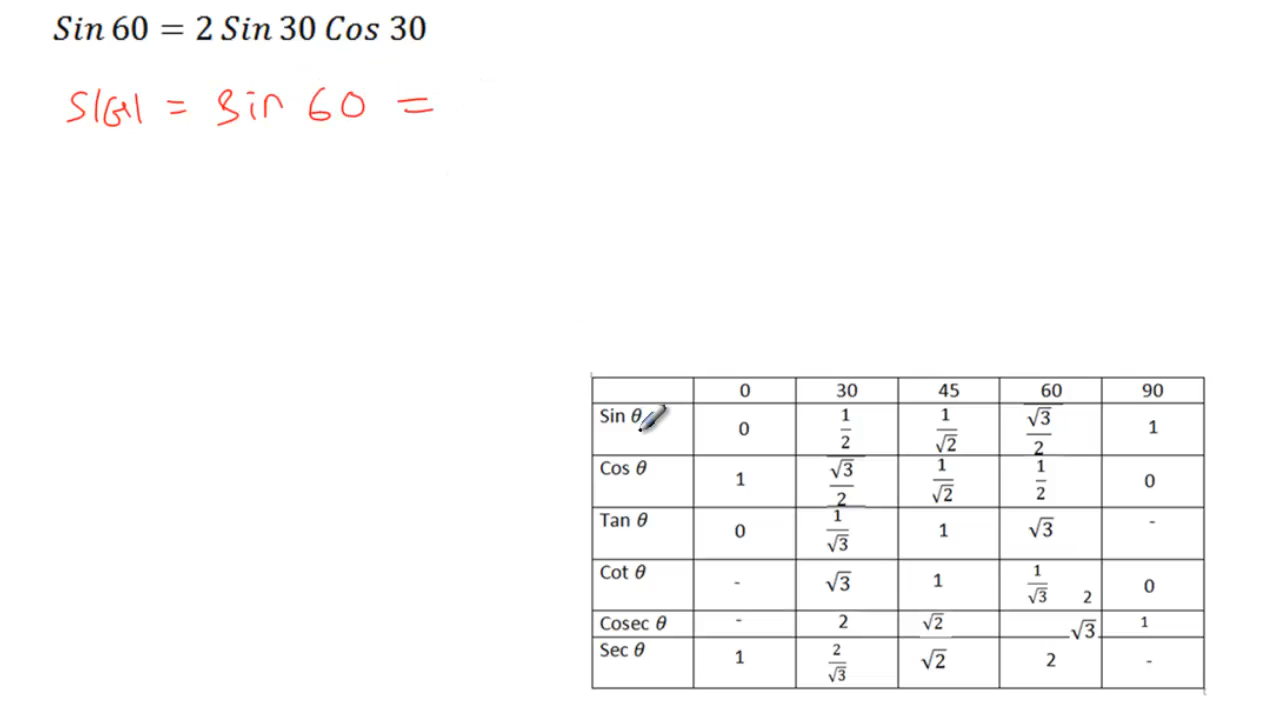 Sin 60 = 2 Sin 30 Cos 30
= Sin 60 =
0 30 45 60 90
Sin θ 0 1/2 1/√2 √3/2 1
Cos θ 1 √3/2 1/√2 1/2 0
Tan θ 0 1/√3 1 √3 -
Cot θ - √3 1 1/√3 0
Cosec θ - 2 √2 2/√3 1
Sec θ 1 2/√3 √2 2 -